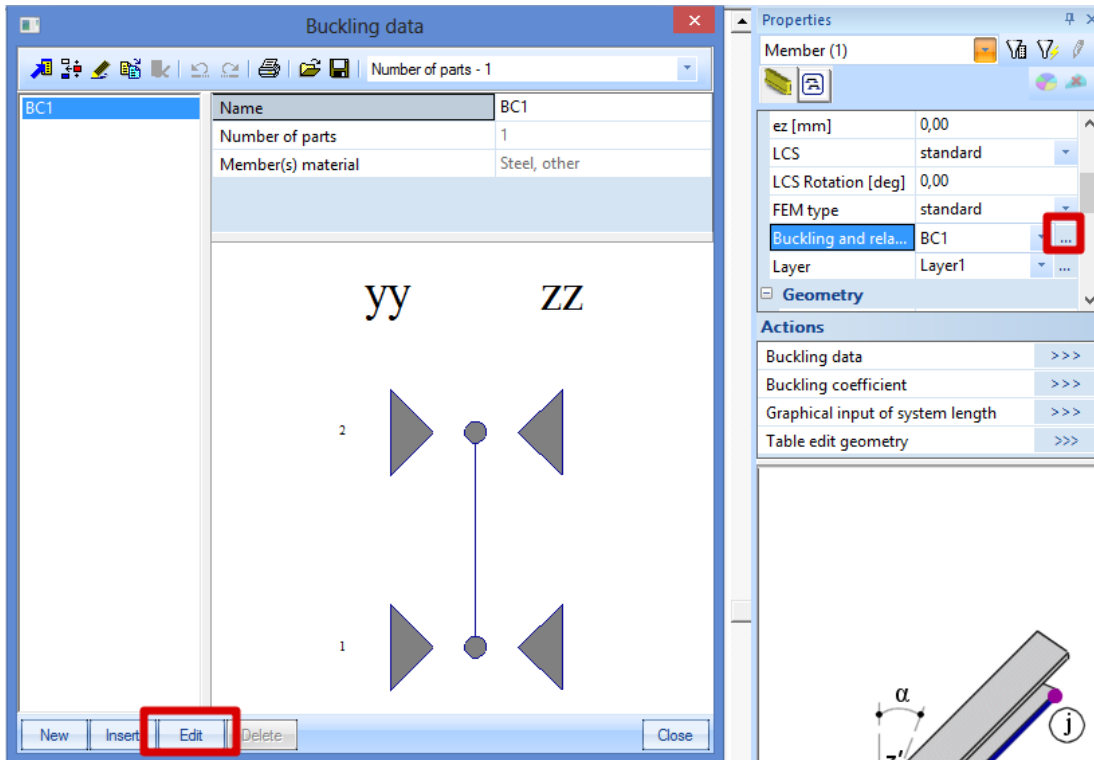 Buckling data
Number of parts - 1
BC1
Name BC1
Number of parts 1
Member(s) material Steel, other
yy zz
2
1
New Insert Edit Delete Close
Properties
Member (1)
ez [mm] 0,00
LCS standard
LCS Rotation [deg] 0,00
FEM type standard
Buckling and rela... BC1 ...
Layer Layer1 ...
Geometry
Actions
Buckling data >>>
Buckling coefficient >>>
Graphical input of system length >>>
Table edit geometry >>>
α
j
z'